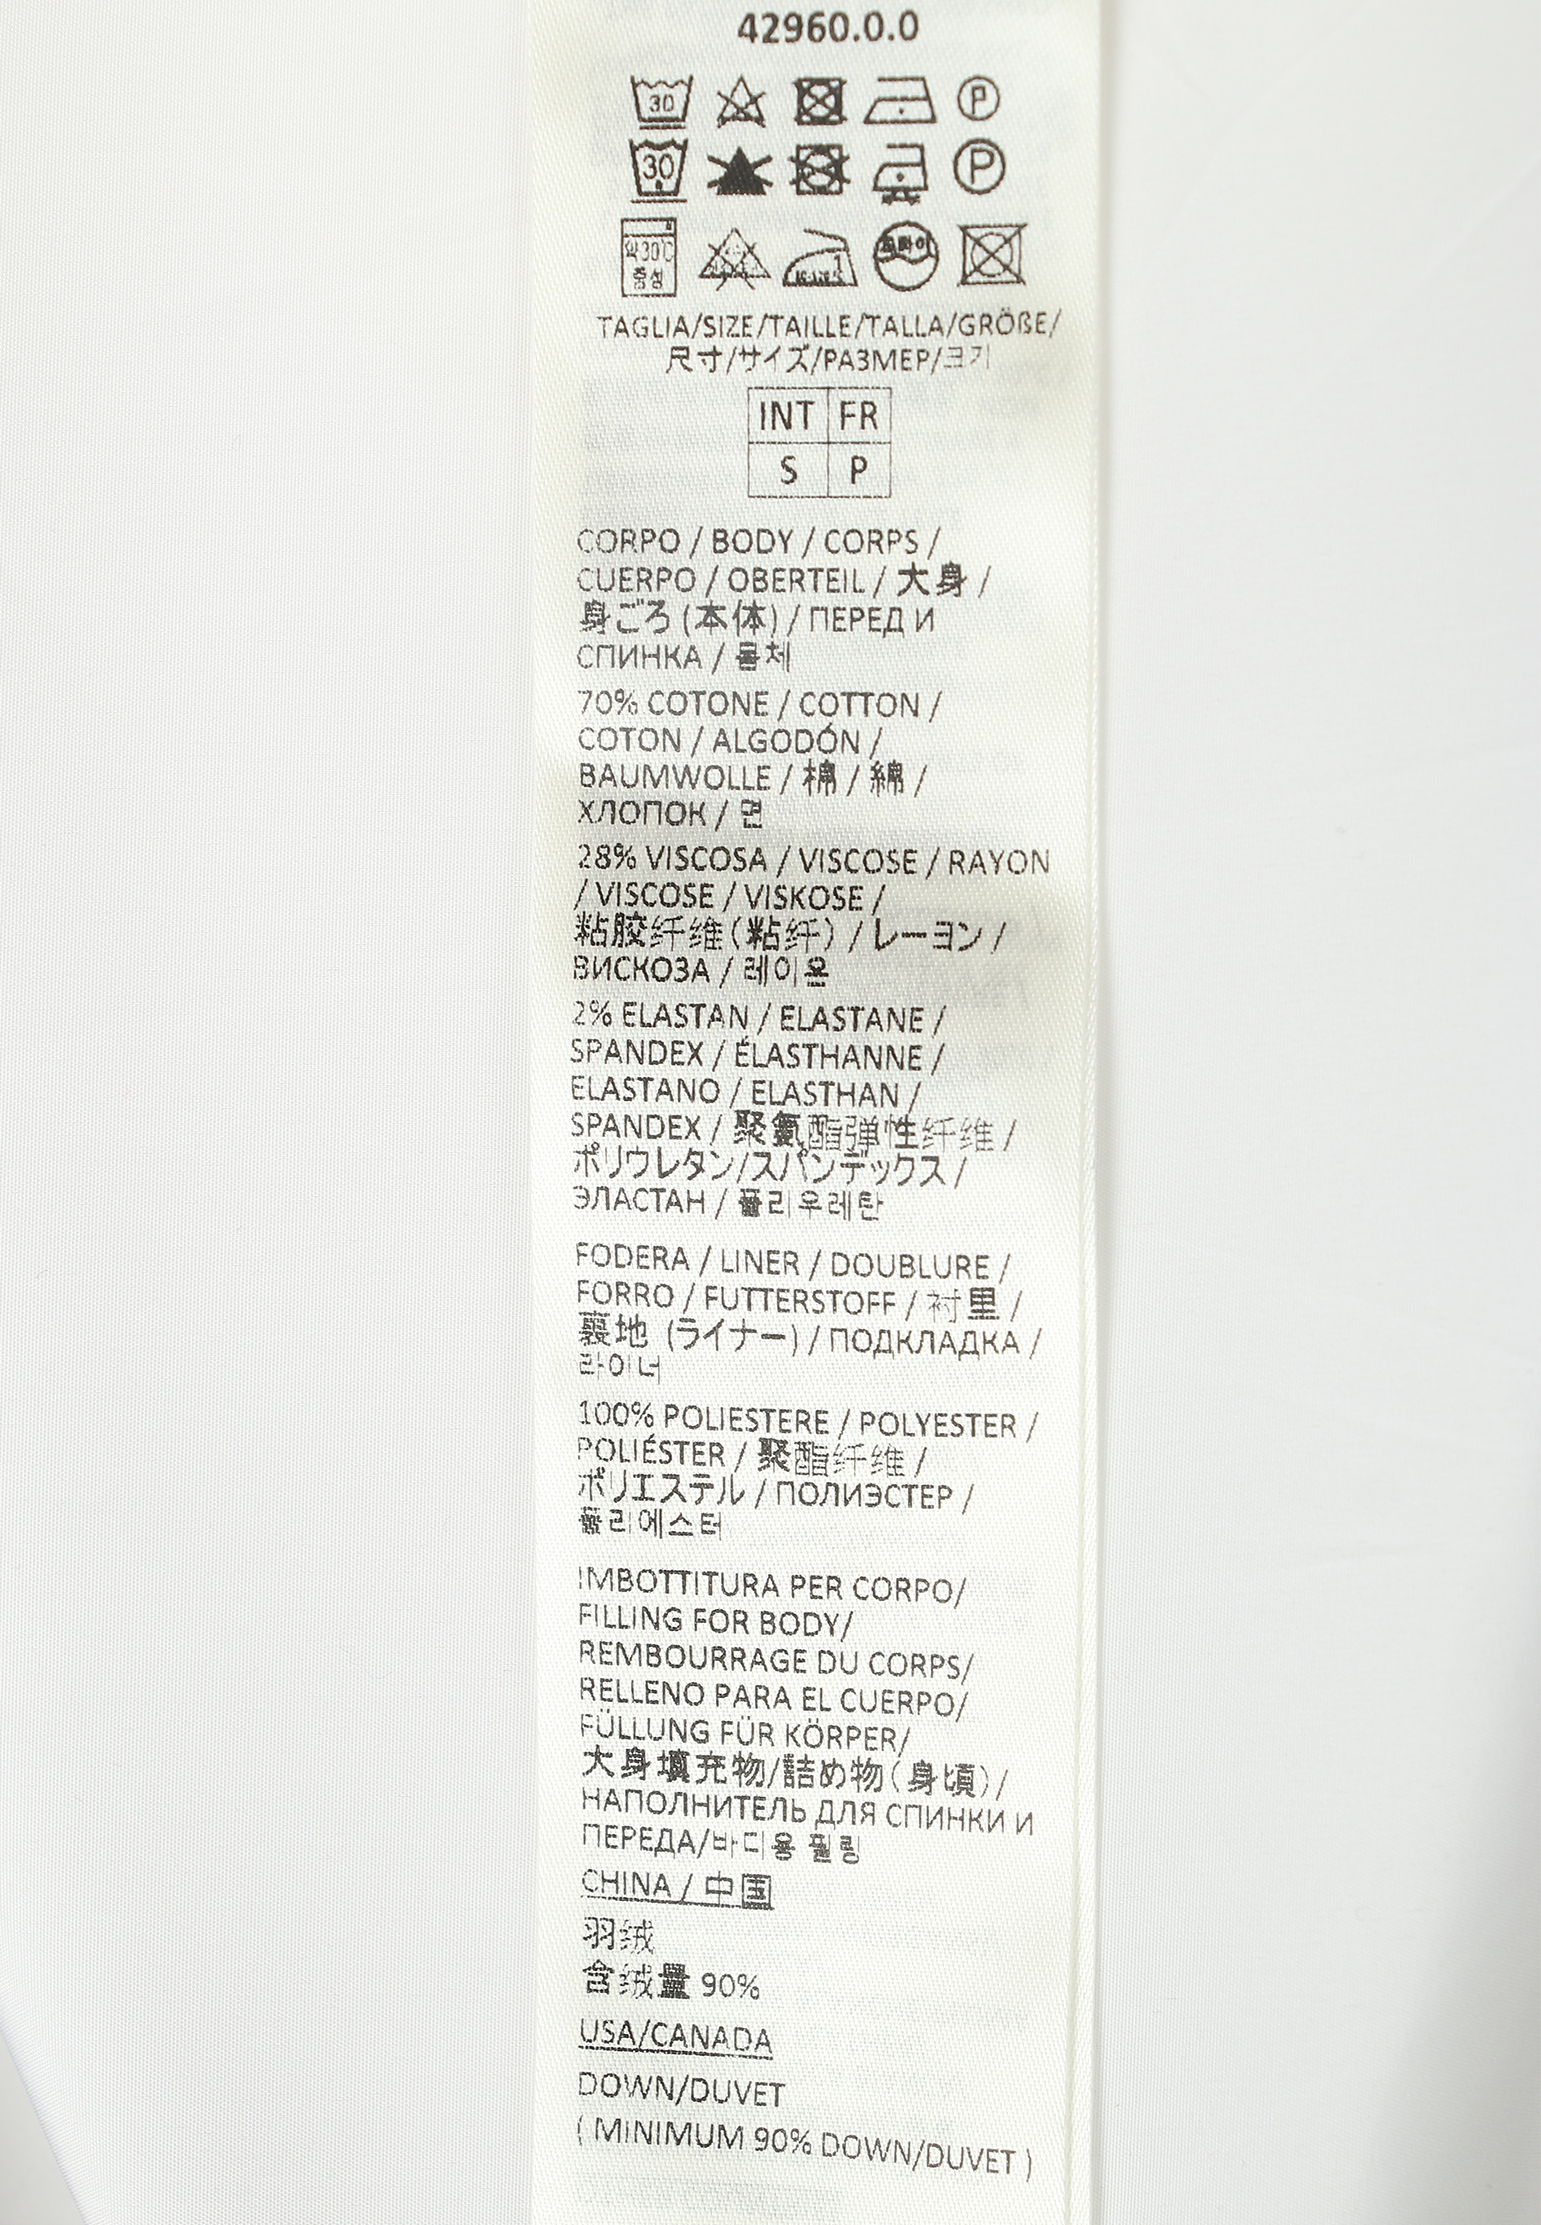 42960.0.0
30 P
30 P
약30℃ 중성 드라이
TAGLIA/SIZE/TAILLE/TALLA/GRÖßE/
尺寸/サイズ/РАЗМЕР/크기
INT FR
S P
CORPO / BODY / CORPS /
CUERPO / OBERTEIL / 大身 /
身ごろ (本体) / ПЕРЕД И
СПИНКА / 몸체
70% COTONE / COTTON /
COTON / ALGODÓN /
BAUMWOLLE / 棉 / 綿 /
ХЛОПОК / 면
28% VISCOSA / VISCOSE / RAYON
/ VISCOSE / VISKOSE /
粘胶纤维(粘纤) / レーヨン /
ВИСКОЗА / 레이온
2% ELASTAN / ELASTANE /
SPANDEX / ÉLASTHANNE /
ELASTANO / ELASTHAN /
SPANDEX / 聚氨酯弹性纤维 /
ポリウレタン/スパンデックス /
ЭЛАСТАН / 폴리우레탄
FODERA / LINER / DOUBLURE /
FORRO / FUTTERSTOFF / 衬里 /
裏地 (ライナー) / ПОДКЛАДКА /
라이너
100% POLIESTERE / POLYESTER /
POLIÉSTER / 聚酯纤维 /
ポリエステル / ПОЛИЭСТЕР /
폴리에스터
IMBOTTITURA PER CORPO/
FILLING FOR BODY/
REMBOURRAGE DU CORPS/
RELLENO PARA EL CUERPO/
FÜLLUNG FÜR KÖRPER/
大身填充物/詰め物(身頃)/
НАПОЛНИТЕЛЬ ДЛЯ СПИНКИ И
ПЕРЕДА/바디용 필링
CHINA / 中国
羽绒
含绒量 90%
USA/CANADA
DOWN/DUVET
( MINIMUM 90% DOWN/DUVET )